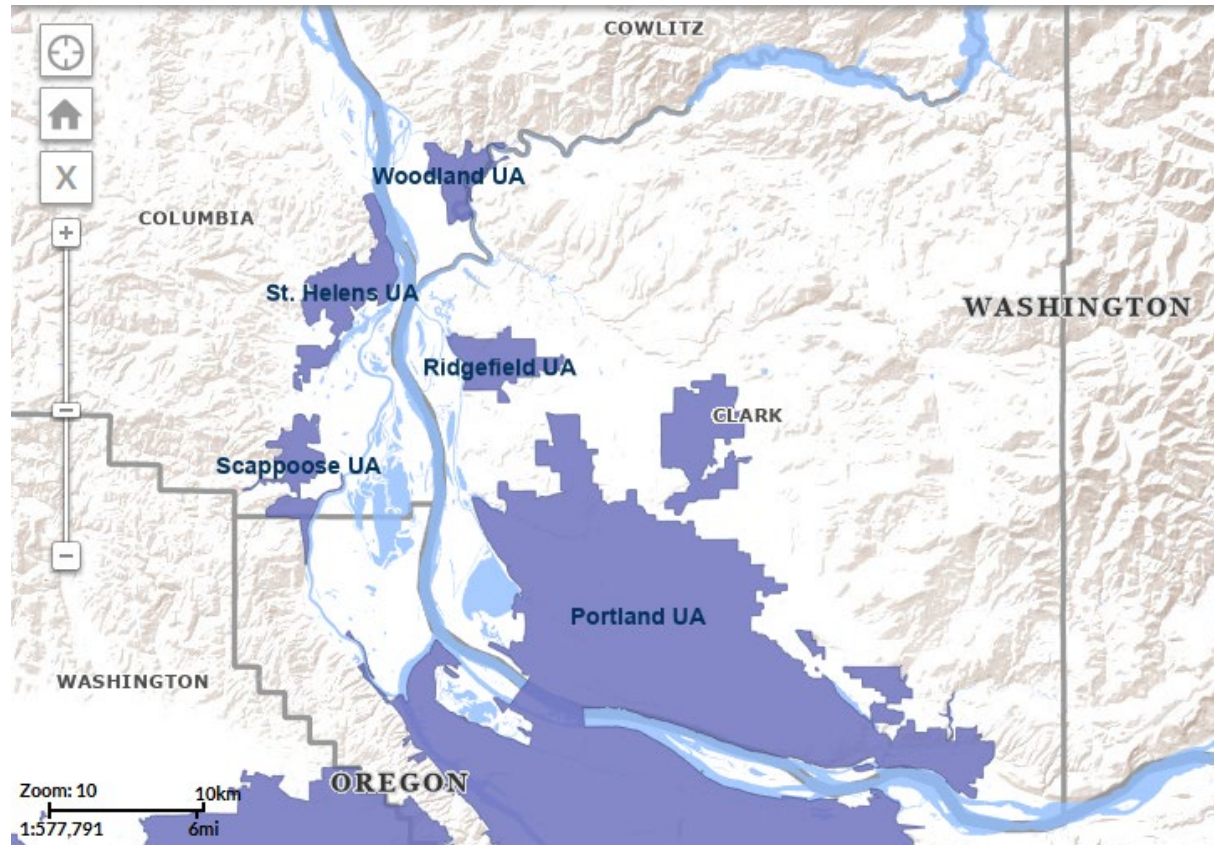 COWLITZ
X
Woodland UA
COLUMBIA
+
St. Helens UA
WASHINGTON
Ridgefield UA
CLARK
Scappoose UA
Portland UA
WASHINGTON
OREGON
Zoom: 10
10km
1:577,791
6mi